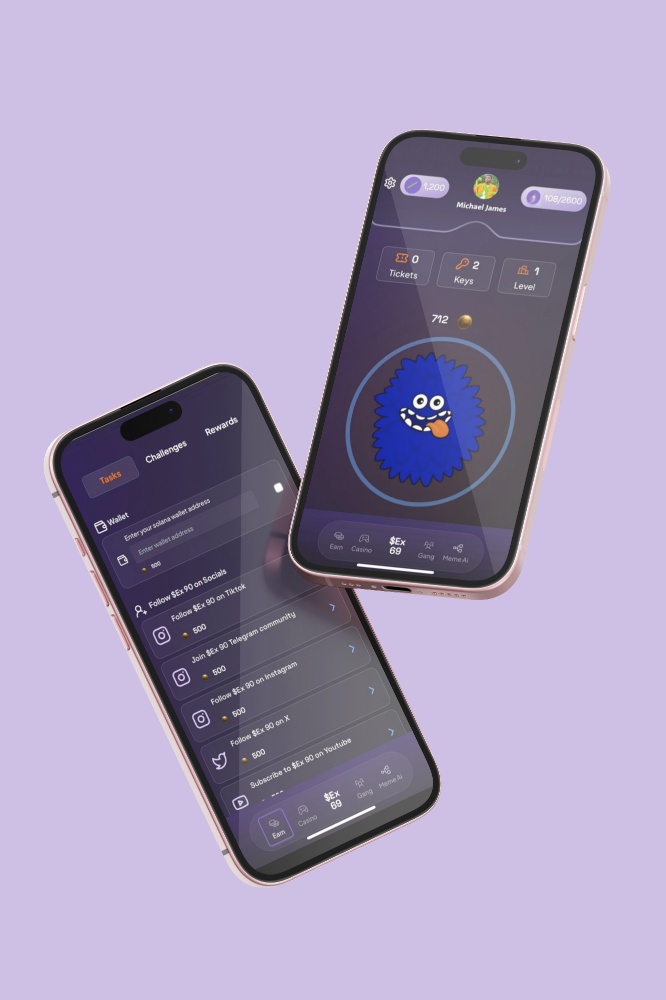 1,200
Michael James
108/2600
0
Tickets
2
Keys
1
Level
712
Earn
Casino
$Ex
69
Gang
Meme Ai
Tasks
Challenges
Rewards
Wallet
Enter your solana wallet address
Enter wallet address
500
Follow $Ex 90 on Socials
Follow $Ex 90 on Tiktok
500
Join $Ex 90 Telegram community
500
Follow $Ex 90 on Instagram
500
Follow $Ex 90 on X
500
Subscribe to $Ex 90 on Youtube
Earn
Casino
$Ex
69
Gang
Meme Ai